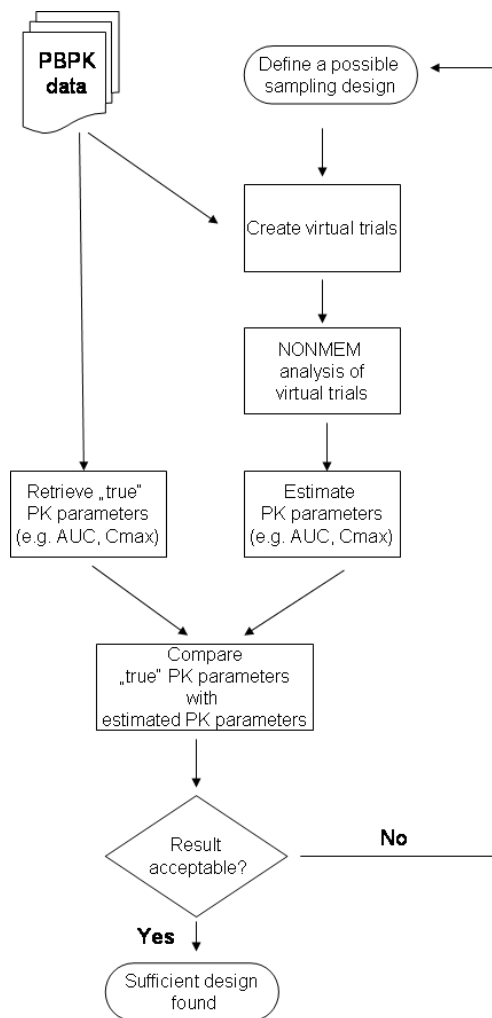 PBPK
data
Define a possible
sampling design
Create virtual trials
NONMEM
analysis of
virtual trials
Retrieve „true"
PK parameters
(e.g. AUC, Cmax)
Estimate
PK parameters
(e.g. AUC, Cmax)
Compare
„true" PK parameters
with
estimated PK parameters
Result
acceptable?
No
Yes
Sufficient design
found